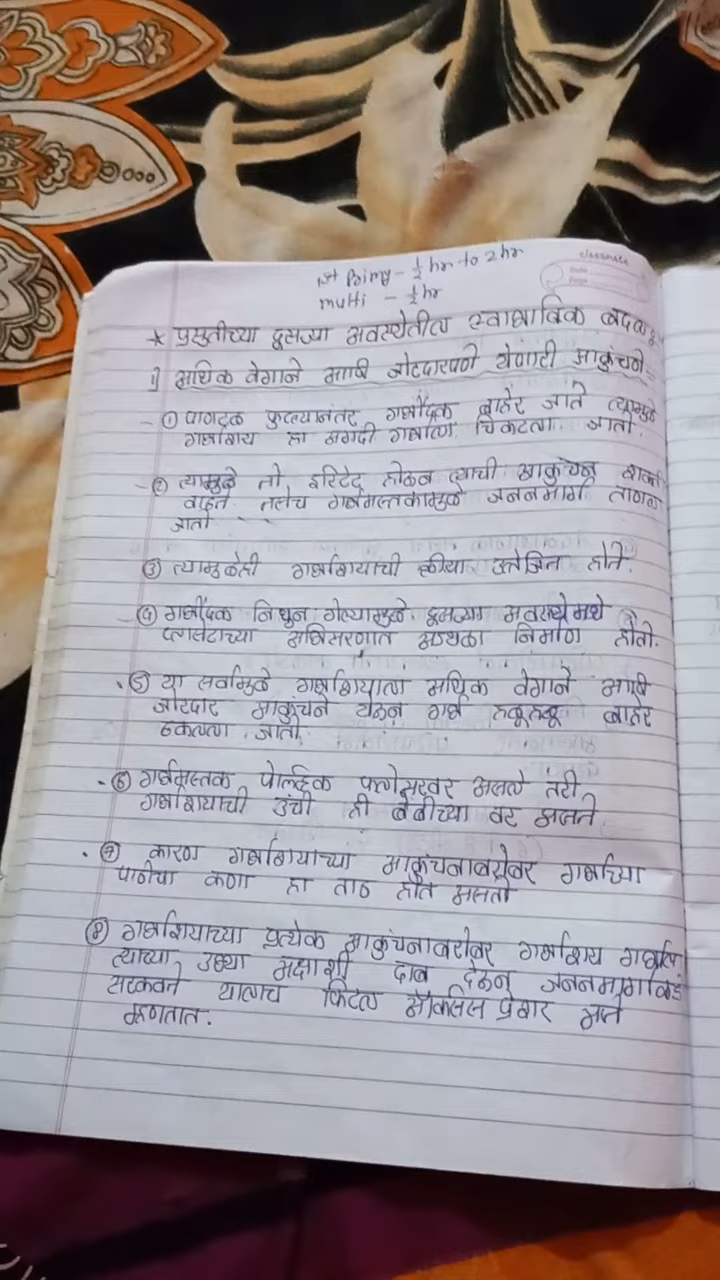 classmate
Date
Page
1st Primy - ½ hr to 2 hr
multi - ½ hr
* प्रसुतीच्या दुसऱ्या अवस्थेतील स्वाभाविक बदल
1) अधिक वेगाने आणि जोरदारपणे येणारी आकुंचने
① पागटळ फुटल्यानंतर गर्भोदक बाहेर जाते त्यामुळे
गर्भाशय हा अगदी गर्भाला चिकटला जातो.
② त्यामुळे तो इरिटेट होऊन त्याची आकुंचन शक्ती
वाढते तसेच गर्भमस्तकामुळे जननमार्ग ताणला
जातो
③ त्यामुळेही गर्भाशयाची क्रीया उत्तेजित होते.
④ गर्भोदक निघुन गेल्यामुळे दुसऱ्या अवस्थेमधे
प्लासेंटाच्या अभिसरणात अडथळा निर्माण होतो.
⑤ या सर्वामुळे गर्भाशयाला अधिक वेगाने आणि
जोरदार आकुंचने येऊन गर्भ हळूहळू बाहेर
ढकलला जातो.
⑥ गर्भमस्तक पेल्व्हिक फ्लोअरवर असले तरी
गर्भाशयाची उंची ही बेंबीच्या वर असते.
⑦ कारण गर्भाशयाच्या आकुंचनाबरोबर गर्भाच्या
पाठीचा कणा हा ताठ होत असतो
⑧ गर्भाशयाच्या प्रत्येक आकुंचनाबरोबर गर्भाशय गर्भाला
त्याच्या उभ्या अक्षाशी दाब देऊन जननमार्गाकडे
सरकवते यालाच फिटल अ‍ॅक्सिस प्रेशर असे
म्हणतात.